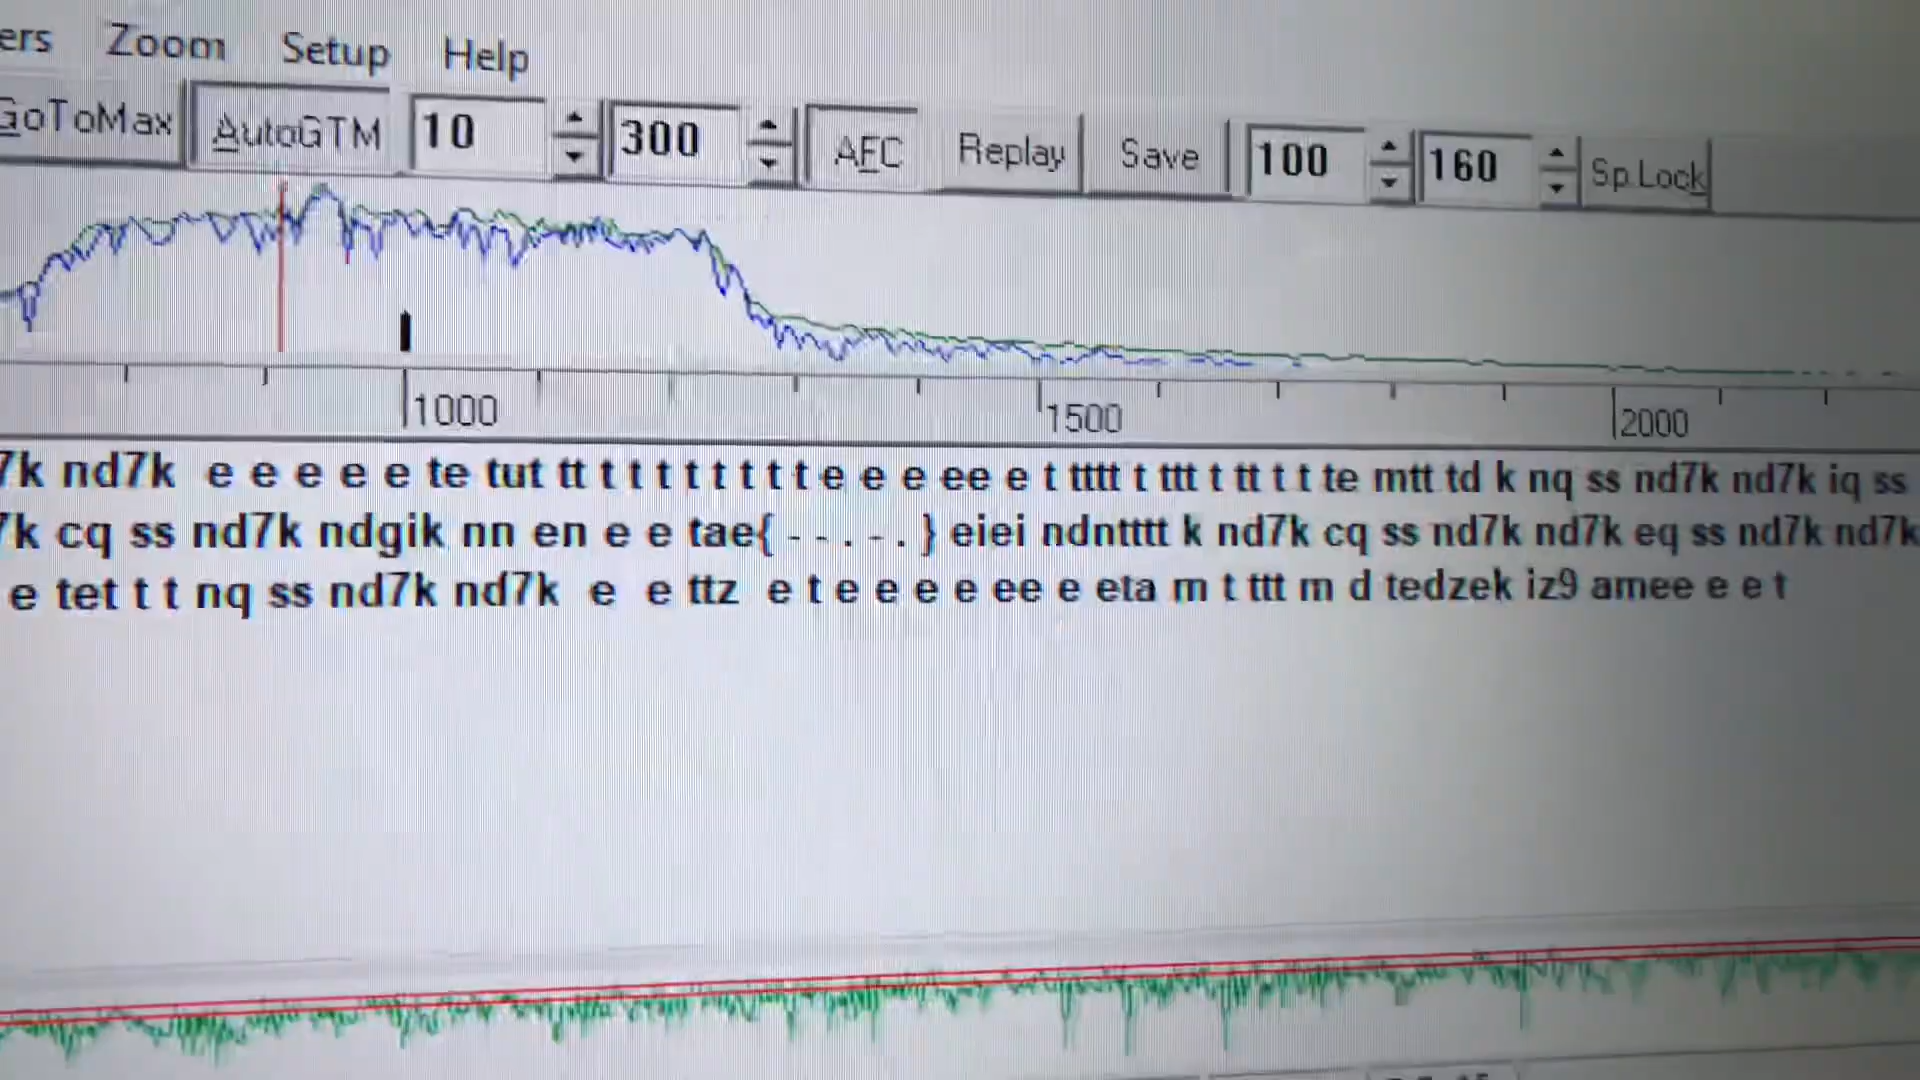 ers Zoom Setup Help
GoToMax AutoGTM 10 300 AFC Replay Save 100 160 Sp.Lock
1000 1500 2000
7k nd7k e e e e e te tut tt t t t t t t t t t e e e ee e t tttt t ttt t tt t t te mtt td k nq ss nd7k nd7k iq ss
7k cq ss nd7k ndgik nn en e e tae{ - - . - . } eiei ndntttt k nd7k cq ss nd7k nd7k eq ss nd7k nd7k
e tet t t nq ss nd7k nd7k e e ttz e t e e e e ee e eta m t ttt m d tedzek iz9 amee e e t